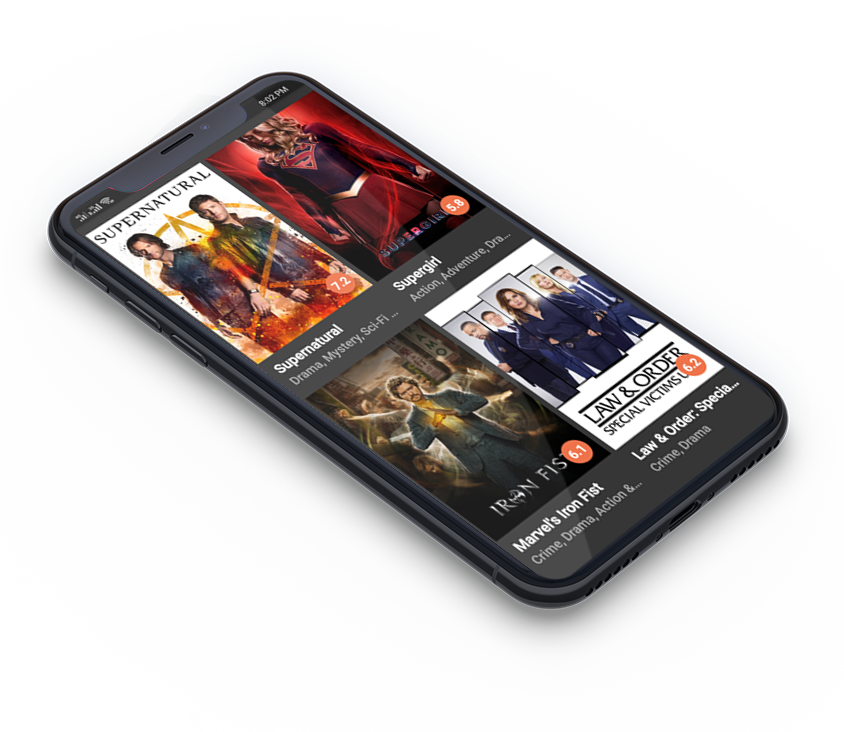 8:02 PM
SUPERNATURAL
7.2
Supernatural
Drama, Mystery, Sci-Fi ...
SUPERGIRL
5.8
Supergirl
Action, Adventure, Dra...
IRON FIST
6.1
Marvel's Iron Fist
Crime, Drama, Action &...
LAW & ORDER
SPECIAL VICTIMS U
6.2
Law & Order: Specia...
Crime, Drama